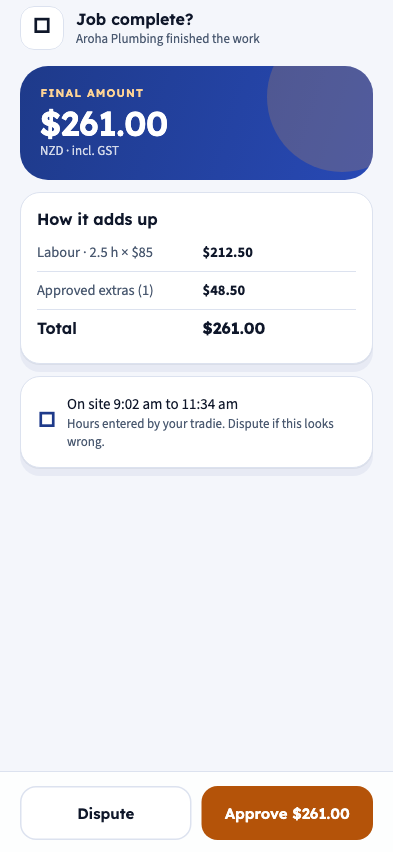 Job complete?
Aroha Plumbing finished the work
FINAL AMOUNT
$261.00
NZD · incl. GST
How it adds up
Labour · 2.5 h × $85 $212.50
Approved extras (1) $48.50
Total $261.00
On site 9:02 am to 11:34 am
Hours entered by your tradie. Dispute if this looks
wrong.
Dispute Approve $261.00